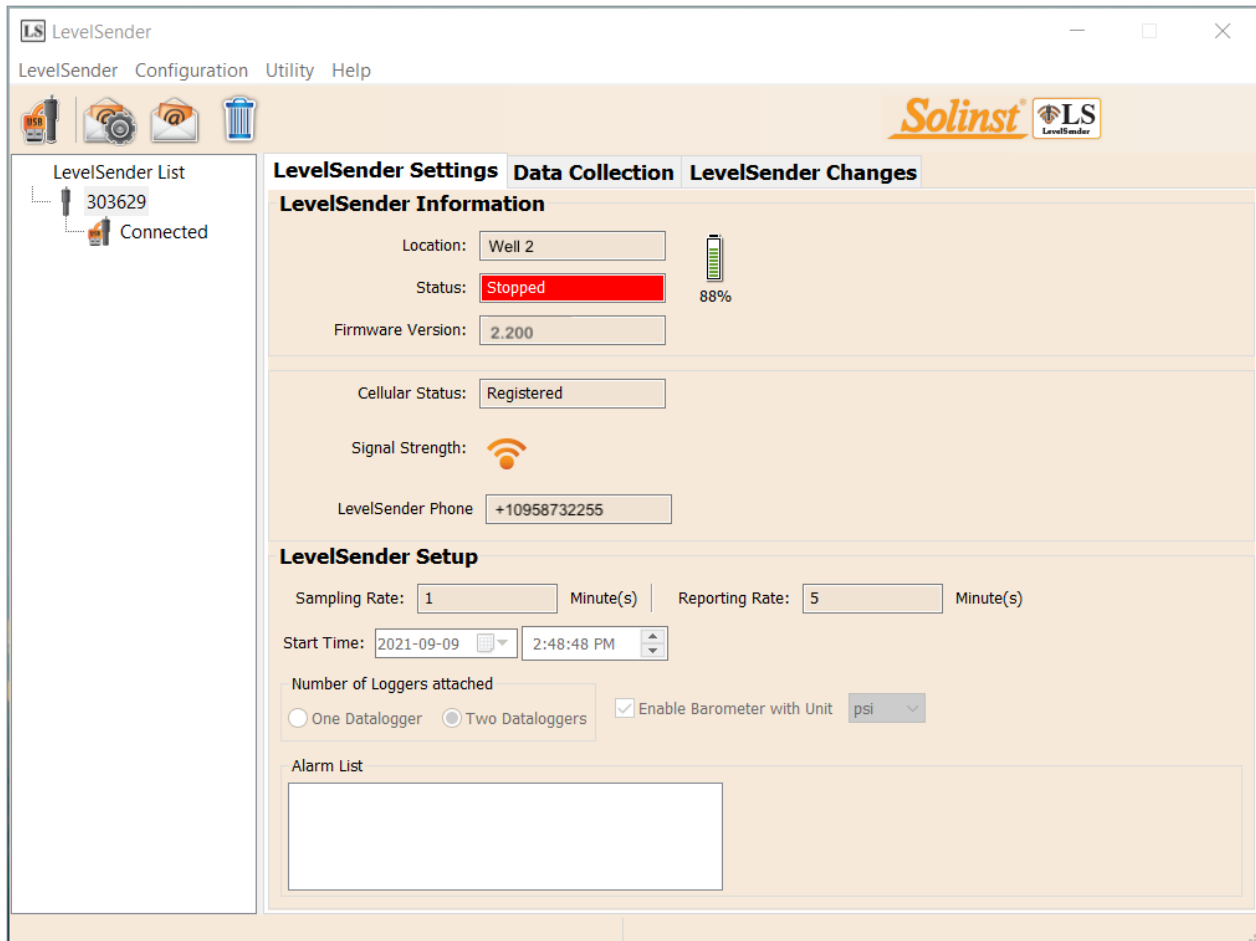 LS LevelSender
LevelSender Configuration Utility Help
USB
@
@
Solinst® LS
LevelSender
LevelSender List
303629
Connected
LevelSender Settings Data Collection LevelSender Changes
LevelSender Information
Location: Well 2
Status: Stopped
88%
Firmware Version: 2.200
Cellular Status: Registered
Signal Strength:
LevelSender Phone +10958732255
LevelSender Setup
Sampling Rate: 1 Minute(s) Reporting Rate: 5 Minute(s)
Start Time: 2021-09-09 2:48:48 PM
Number of Loggers attached
One Datalogger Two Dataloggers
Enable Barometer with Unit psi
Alarm List